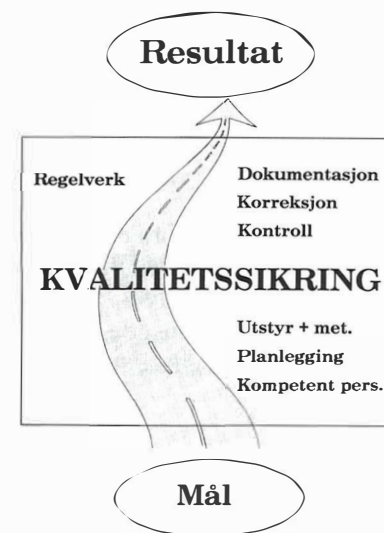 Resultat
Regelverk
Dokumentasjon
Korreksjon
Kontroll
KVALITETSSIKRING
Utstyr + met.
Planlegging
Kompetent pers.
Mål